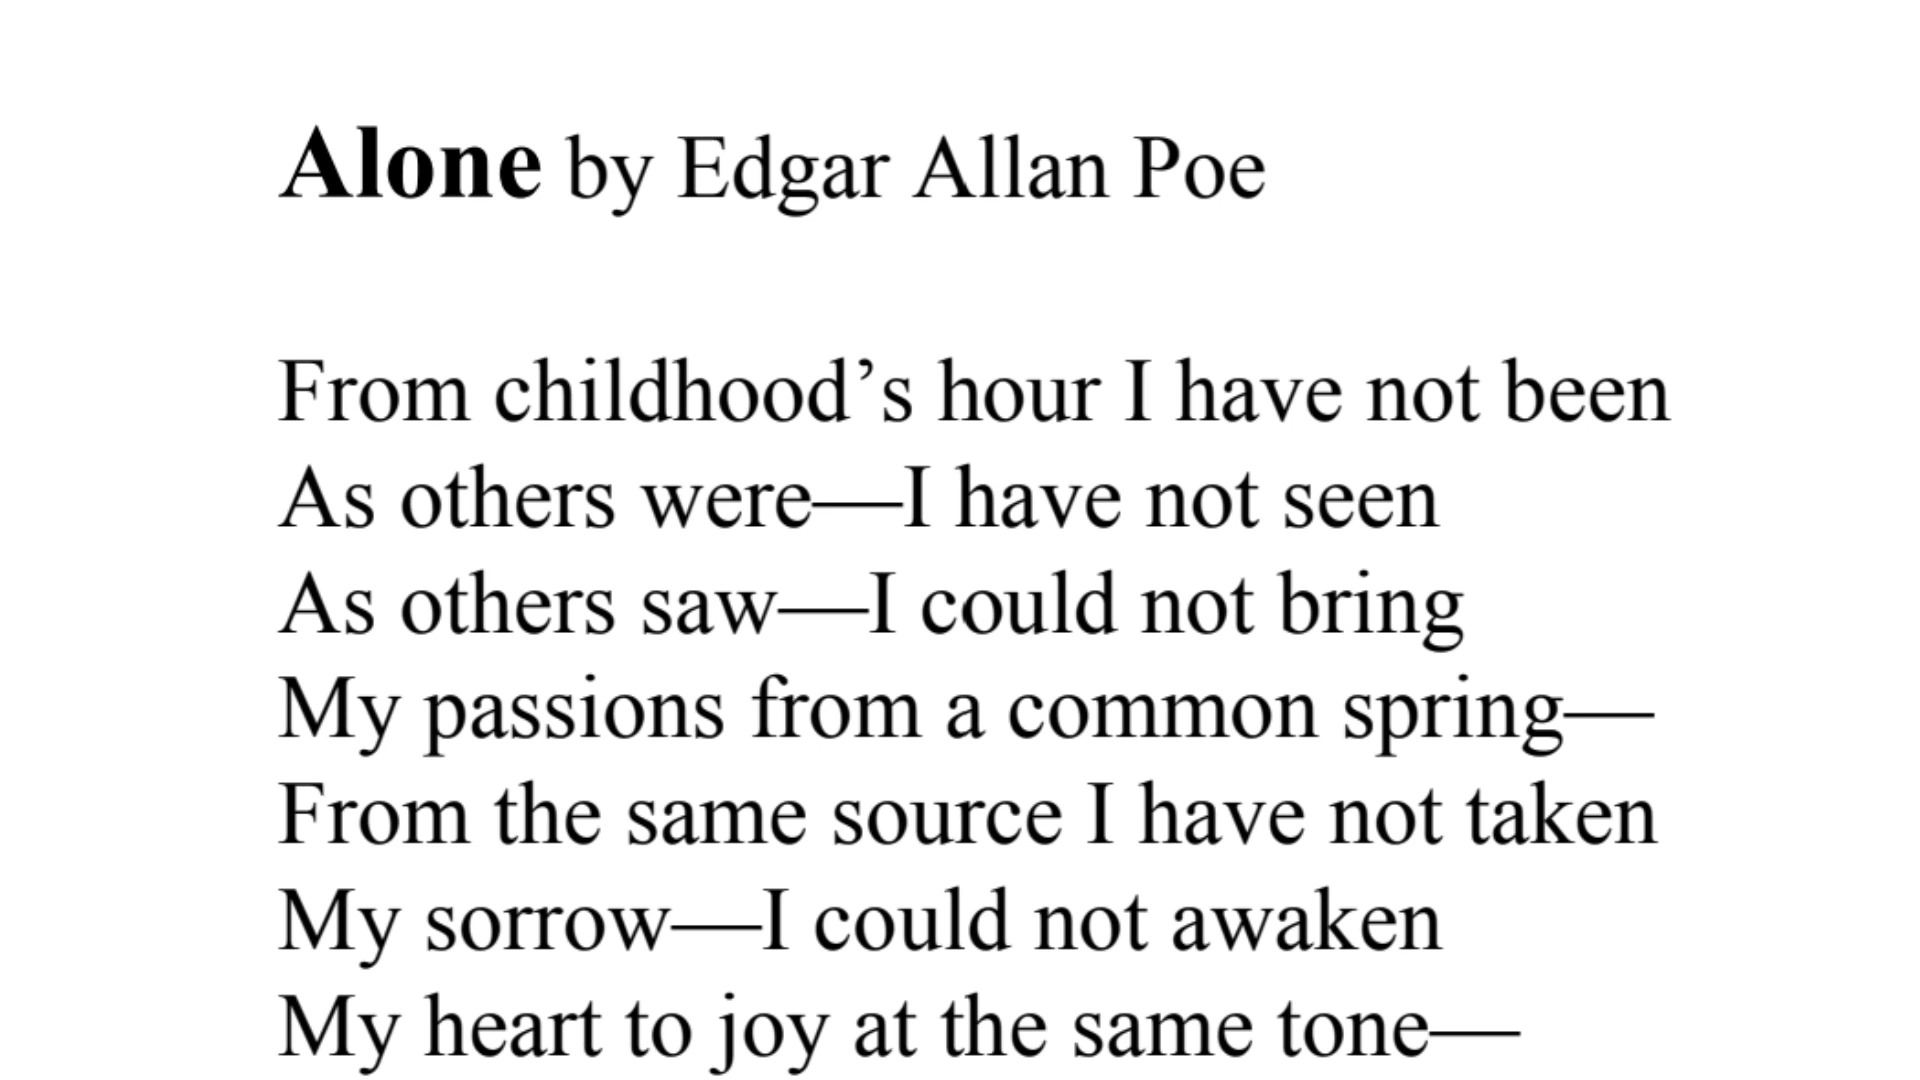 Alone by Edgar Allan Poe
From childhood’s hour I have not been
As others were—I have not seen
As others saw—I could not bring
My passions from a common spring—
From the same source I have not taken
My sorrow—I could not awaken
My heart to joy at the same tone—